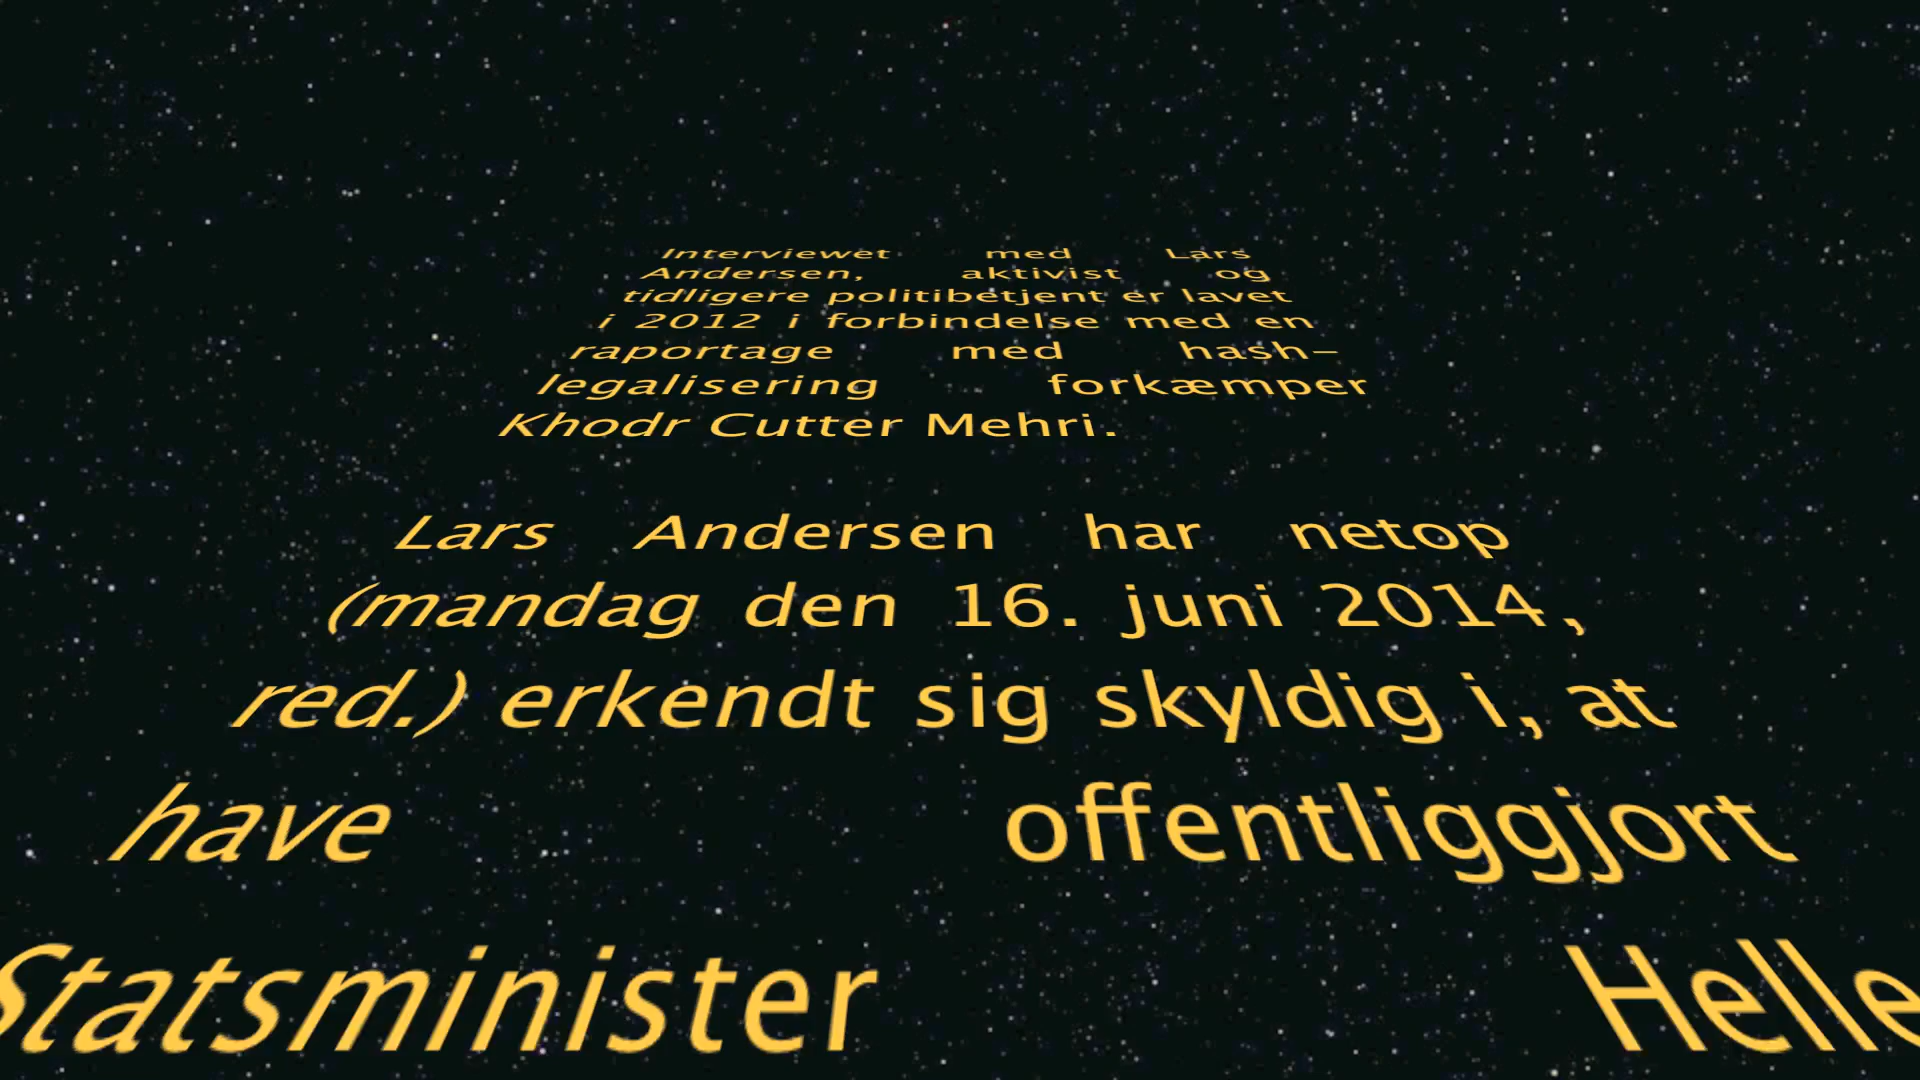 Interviewet med Lars
Andersen, aktivist og
tidligere politibetjent er lavet
i 2012 i forbindelse med en
raportage med hash-
legalisering forkæmper
Khodr Cutter Mehri.
Lars Andersen har netop
(mandag den 16. juni 2014,
red.) erkendt sig skyldig i, at
have offentliggjort
Statsminister Helle